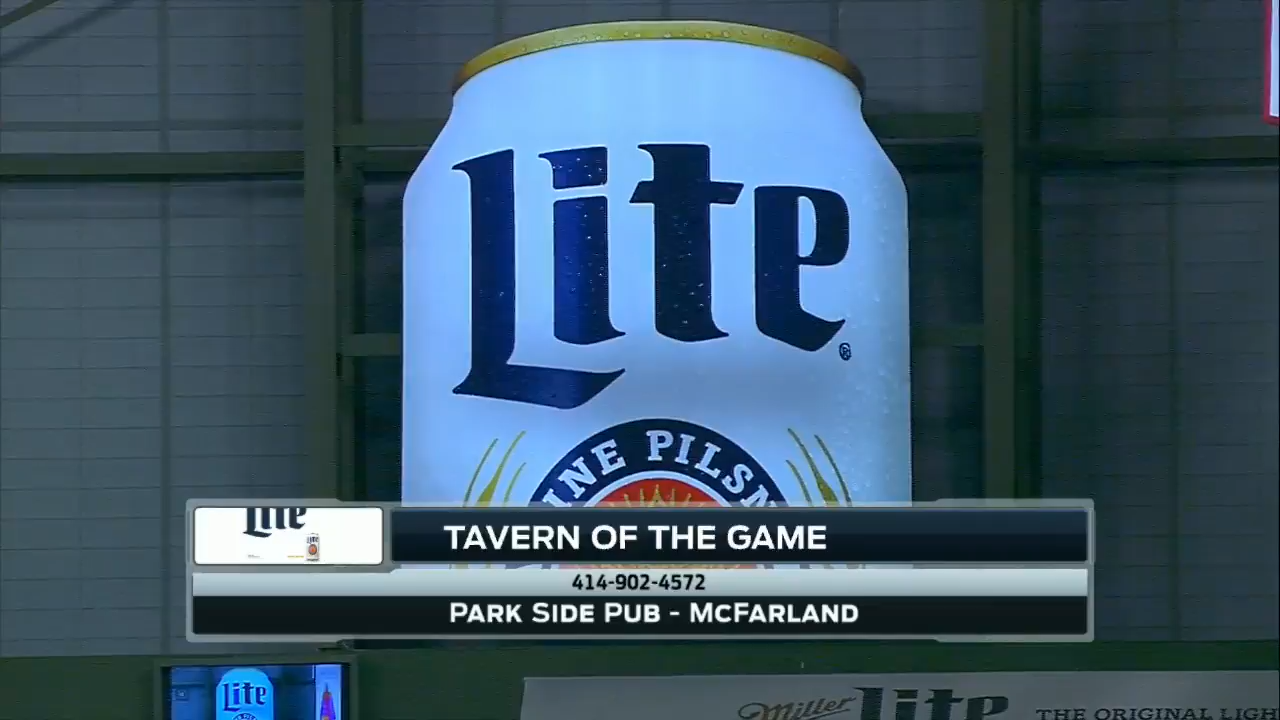 Lite
®
INE PILSN
Lite
TAVERN OF THE GAME
414-902-4572
PARK SIDE PUB - MCFARLAND
Lite
Miller Lite THE ORIGINAL LIGH